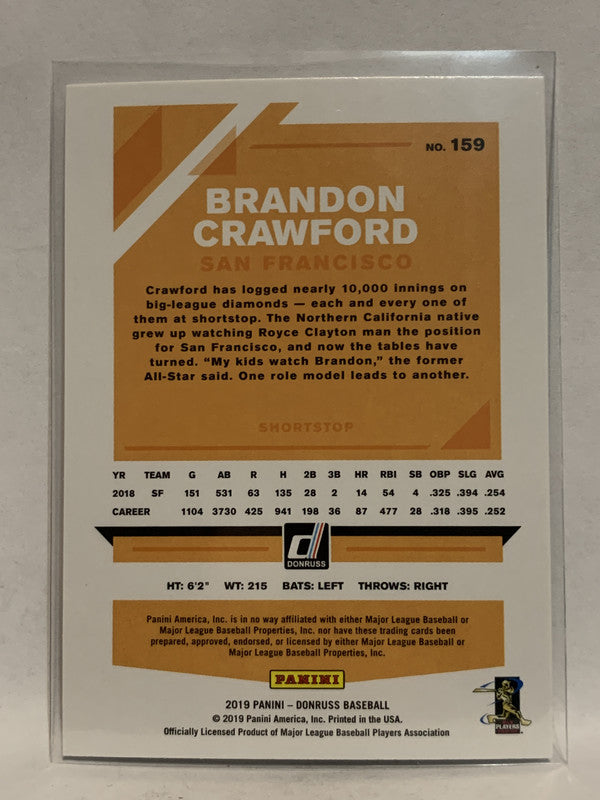 NO. 159
BRANDON
CRAWFORD
SAN FRANCISCO
Crawford has logged nearly 10,000 innings on
big-league diamonds — each and every one of
them at shortstop. The Northern California native
grew up watching Royce Clayton man the position
for San Francisco, and now the tables have
turned. “My kids watch Brandon,” the former
All-Star said. One role model leads to another.
SHORTSTOP
YR TEAM G AB R H 2B 3B HR RBI SB OBP SLG AVG
2018 SF 151 531 63 135 28 2 14 54 4 .325 .394 .254
CAREER 1104 3730 425 941 198 36 87 477 28 .318 .395 .252
d
DONRUSS
HT: 6'2" WT: 215 BATS: LEFT THROWS: RIGHT
Panini America, Inc. is in no way affiliated with either Major League Baseball or
Major League Baseball Properties, Inc. nor have these trading cards been
prepared, approved, endorsed, or licensed by either Major League Baseball or
Major League Baseball Properties, Inc.
PANINI
2019 PANINI – DONRUSS BASEBALL
© 2019 Panini America, Inc. Printed in the USA.
Officially Licensed Product of Major League Baseball Players Association
PLAYERS